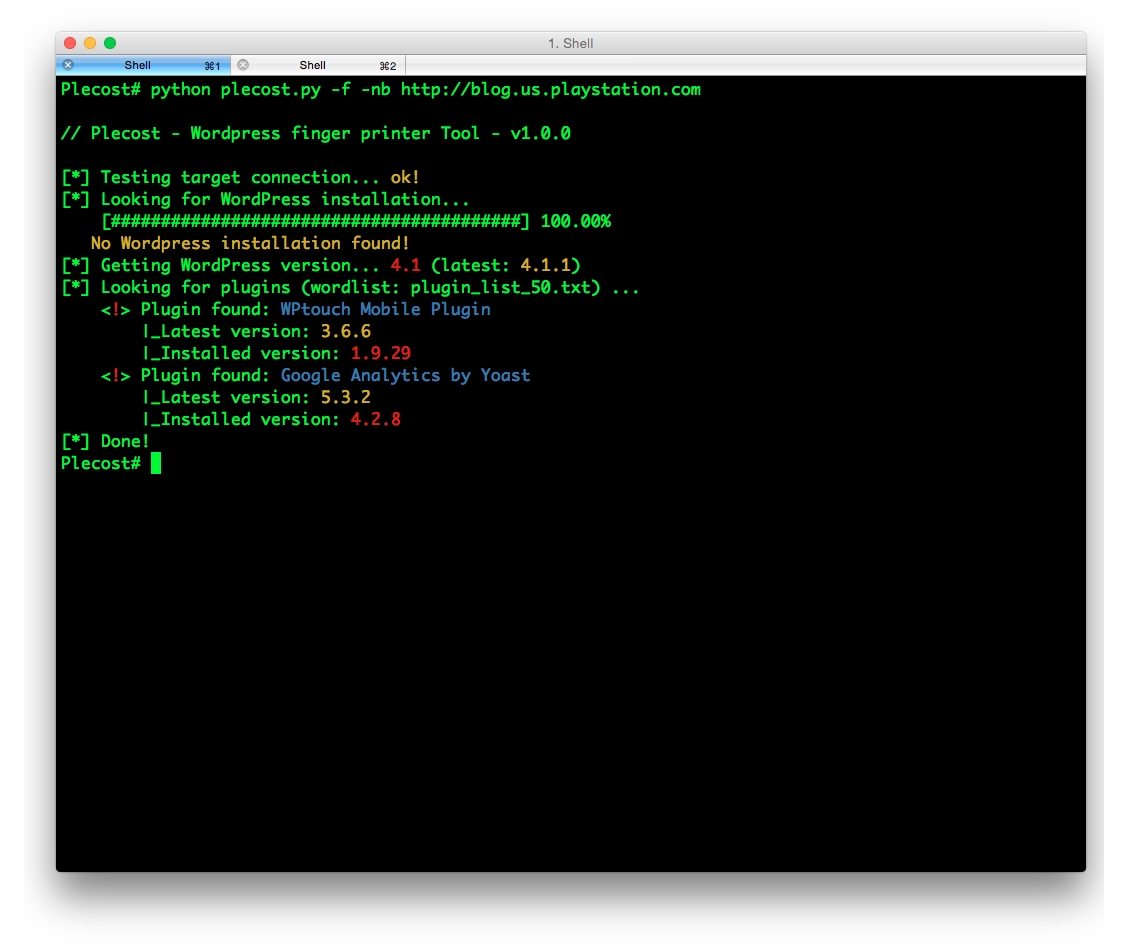 1. Shell
Shell ⌘1 Shell ⌘2
Plecost# python plecost.py -f -nb http://blog.us.playstation.com
// Plecost - Wordpress finger printer Tool - v1.0.0
[*] Testing target connection... ok!
[*] Looking for WordPress installation...
[#########################################] 100.00%
No Wordpress installation found!
[*] Getting WordPress version... 4.1 (latest: 4.1.1)
[*] Looking for plugins (wordlist: plugin_list_50.txt) ...
<!> Plugin found: WPtouch Mobile Plugin
|_Latest version: 3.6.6
|_Installed version: 1.9.29
<!> Plugin found: Google Analytics by Yoast
|_Latest version: 5.3.2
|_Installed version: 4.2.8
[*] Done!
Plecost#